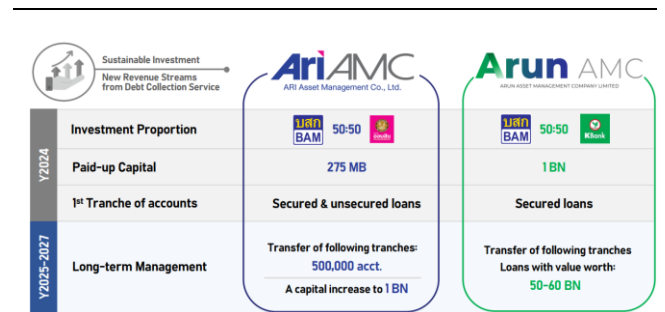 Sustainable Investment
New Revenue Streams
from Debt Collection Service
Ari AMC
ARI Asset Management Co., Ltd.
Arun AMC
ARUN ASSET MANAGEMENT COMPANY LIMITED
Y2024
Investment Proportion
บสก
BAM
50:50
บสก
BAM
50:50
KBank
Paid-up Capital
275 MB
1 BN
1st Tranche of accounts
Secured & unsecured loans
Secured loans
Y2025-2027
Long-term Management
Transfer of following tranches:
500,000 acct.
A capital increase to 1 BN
Transfer of following tranches
Loans with value worth:
50-60 BN